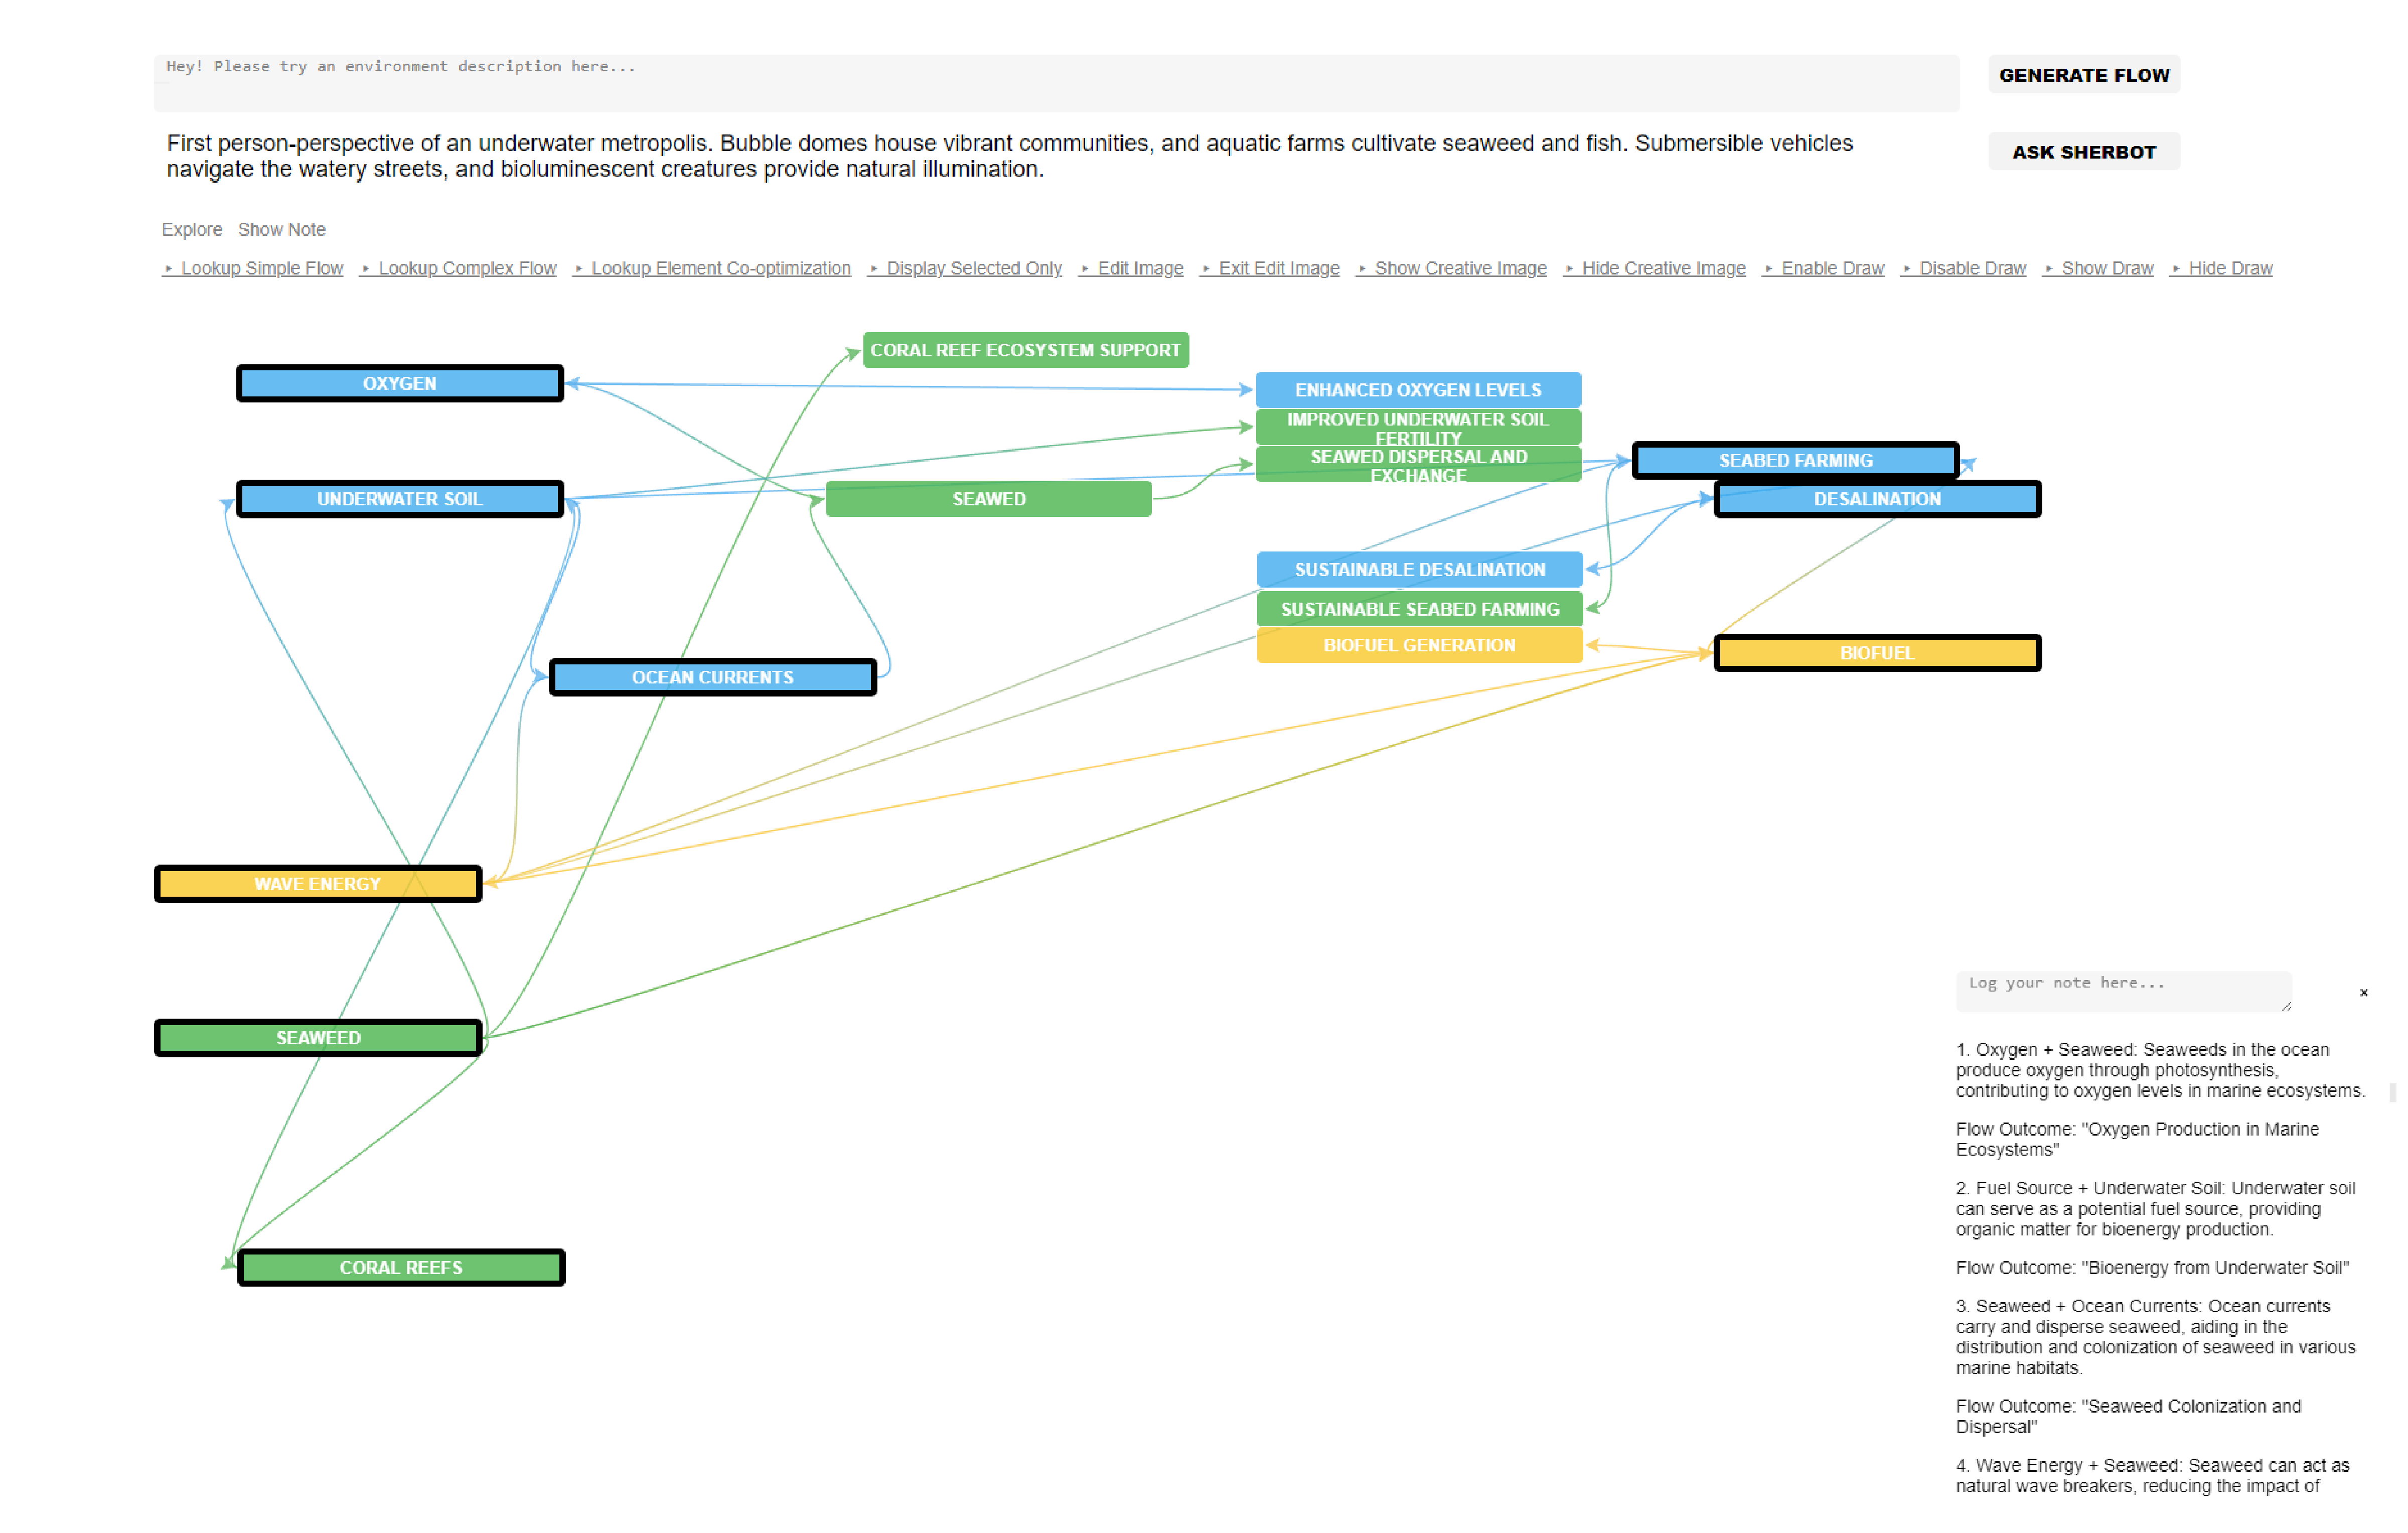 Hey! Please try an environment description here...
GENERATE FLOW
First person-perspective of an underwater metropolis. Bubble domes house vibrant communities, and aquatic farms cultivate seaweed and fish. Submersible vehicles
navigate the watery streets, and bioluminescent creatures provide natural illumination.
ASK SHERBOT
Explore Show Note
‣ Lookup Simple Flow ‣ Lookup Complex Flow ‣ Lookup Element Co-optimization ‣ Display Selected Only ‣ Edit Image ‣ Exit Edit Image ‣ Show Creative Image ‣ Hide Creative Image ‣ Enable Draw ‣ Disable Draw ‣ Show Draw ‣ Hide Draw
CORAL REEF ECOSYSTEM SUPPORT
OXYGEN
ENHANCED OXYGEN LEVELS
IMPROVED UNDERWATER SOIL
FERTILITY
SEAWED DISPERSAL AND
EXCHANGE
SEABED FARMING
UNDERWATER SOIL
SEAWED
DESALINATION
SUSTAINABLE DESALINATION
SUSTAINABLE SEABED FARMING
BIOFUEL GENERATION
BIOFUEL
OCEAN CURRENTS
WAVE ENERGY
SEAWEED
CORAL REEFS
Log your note here...
×
1. Oxygen + Seaweed: Seaweeds in the ocean
produce oxygen through photosynthesis,
contributing to oxygen levels in marine ecosystems.
Flow Outcome: "Oxygen Production in Marine
Ecosystems"
2. Fuel Source + Underwater Soil: Underwater soil
can serve as a potential fuel source, providing
organic matter for bioenergy production.
Flow Outcome: "Bioenergy from Underwater Soil"
3. Seaweed + Ocean Currents: Ocean currents
carry and disperse seaweed, aiding in the
distribution and colonization of seaweed in various
marine habitats.
Flow Outcome: "Seaweed Colonization and
Dispersal"
4. Wave Energy + Seaweed: Seaweed can act as
natural wave breakers, reducing the impact of